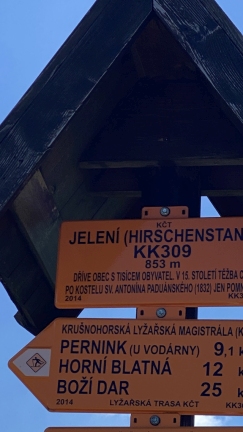 KČT
JELENÍ (HIRSCHENSTAN
KK309
853 m
DŘÍVE OBEC S TISÍCEM OBYVATEL. V 15. STOLETÍ TĚŽBA
PO KOSTELU SV. ANTONÍNA PADUÁNSKÉHO (1832) JEN POM
2014
KRUŠNOHORSKÁ LYŽAŘSKÁ MAGISTRÁLA (K
PERNINK (U VODÁRNY) 9,1 k
HORNÍ BLATNÁ 12 k
BOŽÍ DAR 25 k
2014 LYŽAŘSKÁ TRASA KČT
KČT